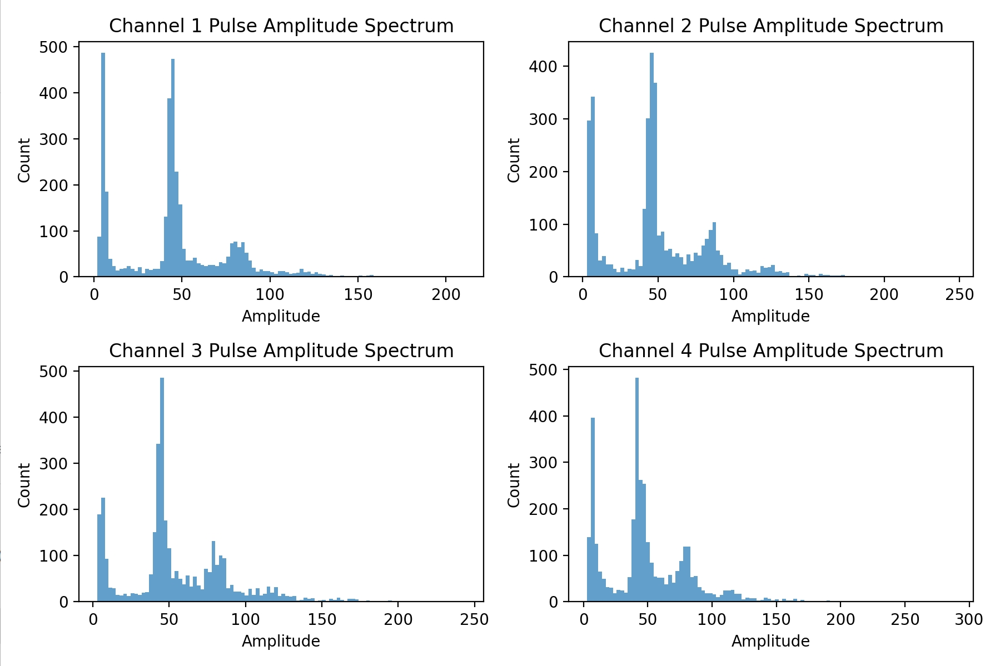 Channel 1 Pulse Amplitude Spectrum
500
400
300
200
100
0
Count
0 50 100 150 200
Amplitude
Channel 2 Pulse Amplitude Spectrum
400
300
200
100
0
Count
0 50 100 150 200 250
Amplitude
Channel 3 Pulse Amplitude Spectrum
500
400
300
200
100
0
Count
0 50 100 150 200 250
Amplitude
Channel 4 Pulse Amplitude Spectrum
500
400
300
200
100
0
Count
0 50 100 150 200 250 300
Amplitude